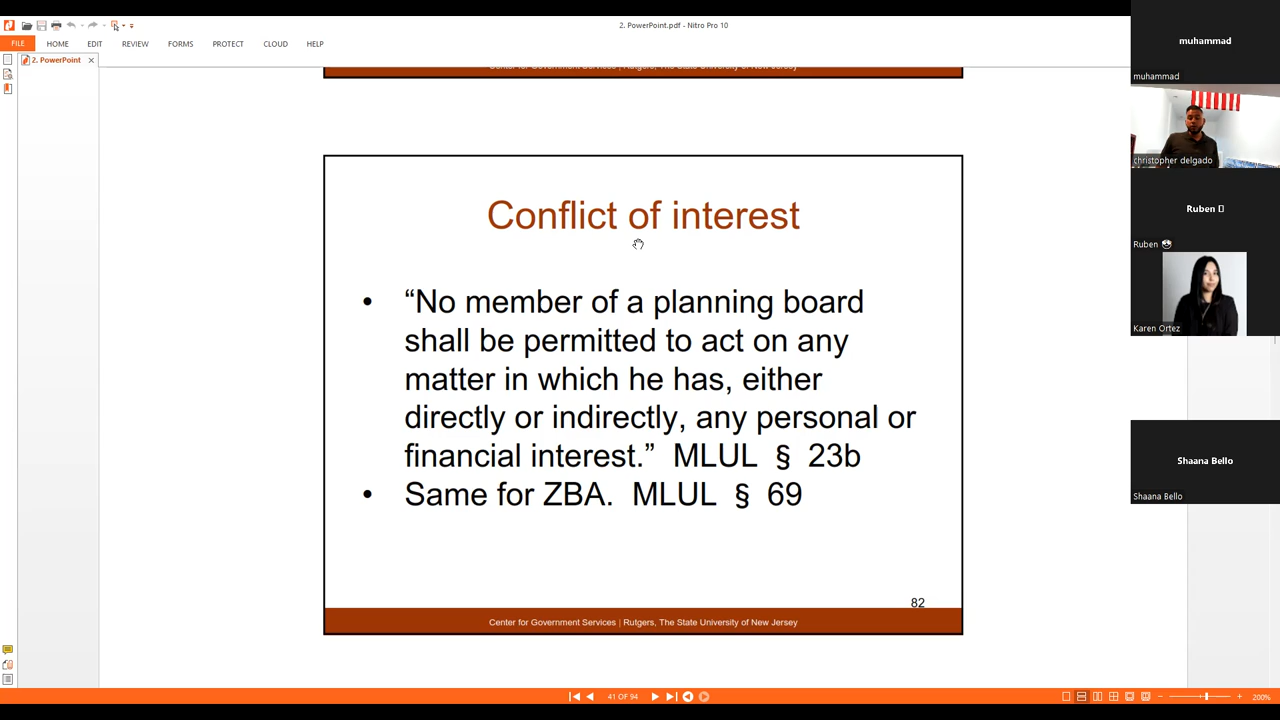 2. PowerPoint.pdf - Nitro Pro 10
FILE HOME EDIT REVIEW FORMS PROTECT CLOUD HELP
2. PowerPoint
Center for Government Services | Rutgers, The State University of New Jersey
Conflict of interest
• “No member of a planning board
shall be permitted to act on any
matter in which he has, either
directly or indirectly, any personal or
financial interest.” MLUL § 23b
• Same for ZBA. MLUL § 69
82
Center for Government Services | Rutgers, The State University of New Jersey
41 OF 94
200%
muhammad
muhammad
christopher delgado
Ruben
Ruben
Karen Ortez
Shaana Bello
Shaana Bello